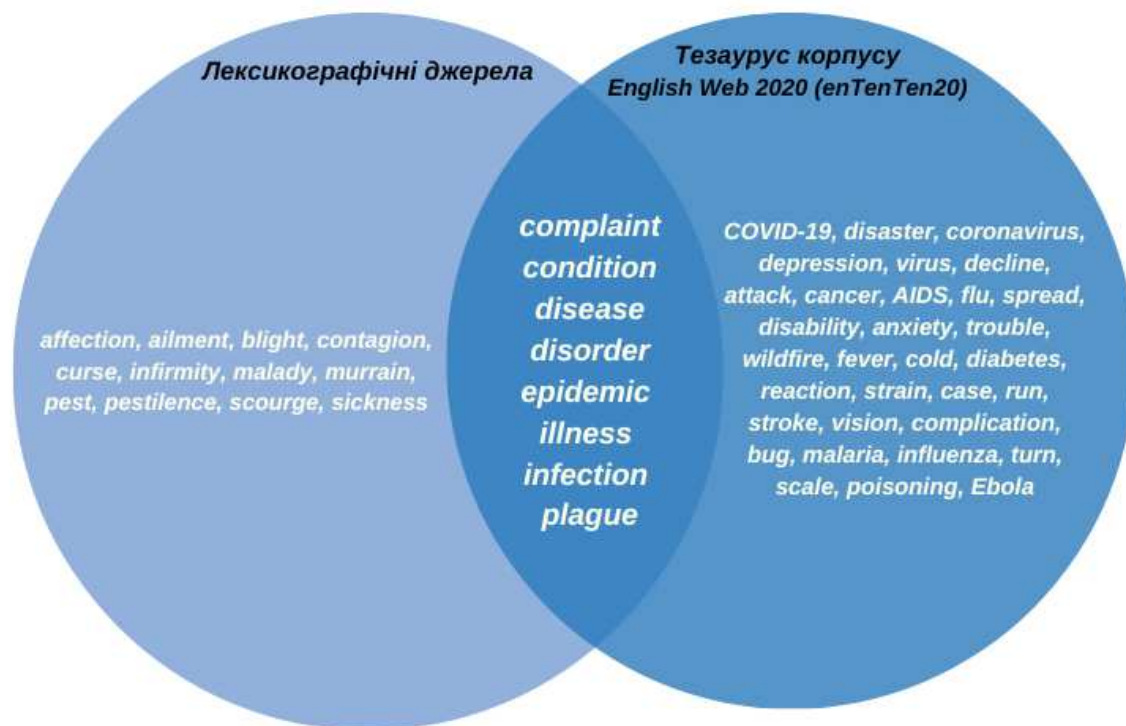 Лексикографічні джерела
Тезаурус корпусу
English Web 2020 (enTenTen20)
affection, ailment, blight, contagion,
curse, infirmity, malady, murrain,
pest, pestilence, scourge, sickness
complaint
condition
disease
disorder
epidemic
illness
infection
plague
COVID-19, disaster, coronavirus,
depression, virus, decline,
attack, cancer, AIDS, flu, spread,
disability, anxiety, trouble,
wildfire, fever, cold, diabetes,
reaction, strain, case, run,
stroke, vision, complication,
bug, malaria, influenza, turn,
scale, poisoning, Ebola